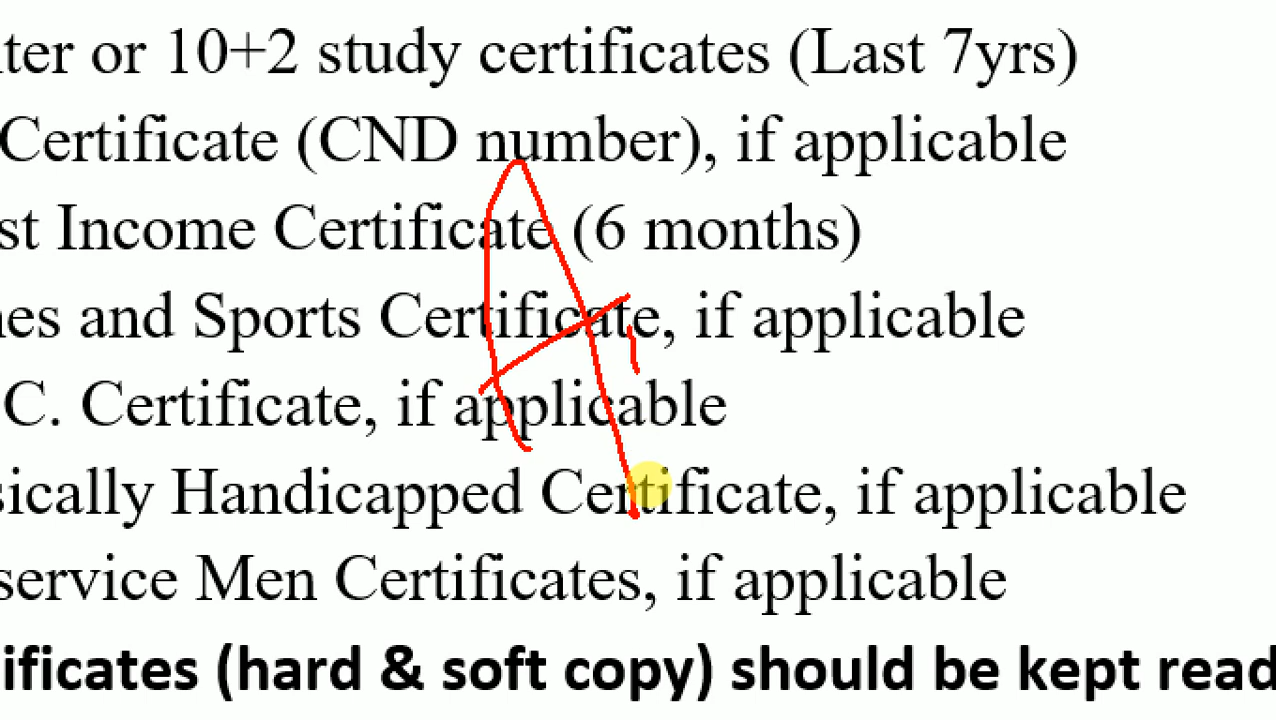 ter or 10+2 study certificates (Last 7yrs)
Certificate (CND number), if applicable
st Income Certificate (6 months)
es and Sports Certificate, if applicable
C. Certificate, if applicable
sically Handicapped Certificate, if applicable
service Men Certificates, if applicable
ificates (hard & soft copy) should be kept read